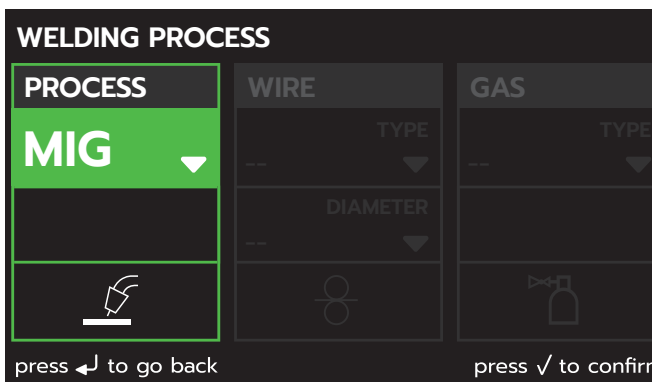 WELDING PROCESS
PROCESS WIRE GAS
MIG TYPE TYPE
-- --
DIAMETER
--
press ↵ to go back press √ to confirm